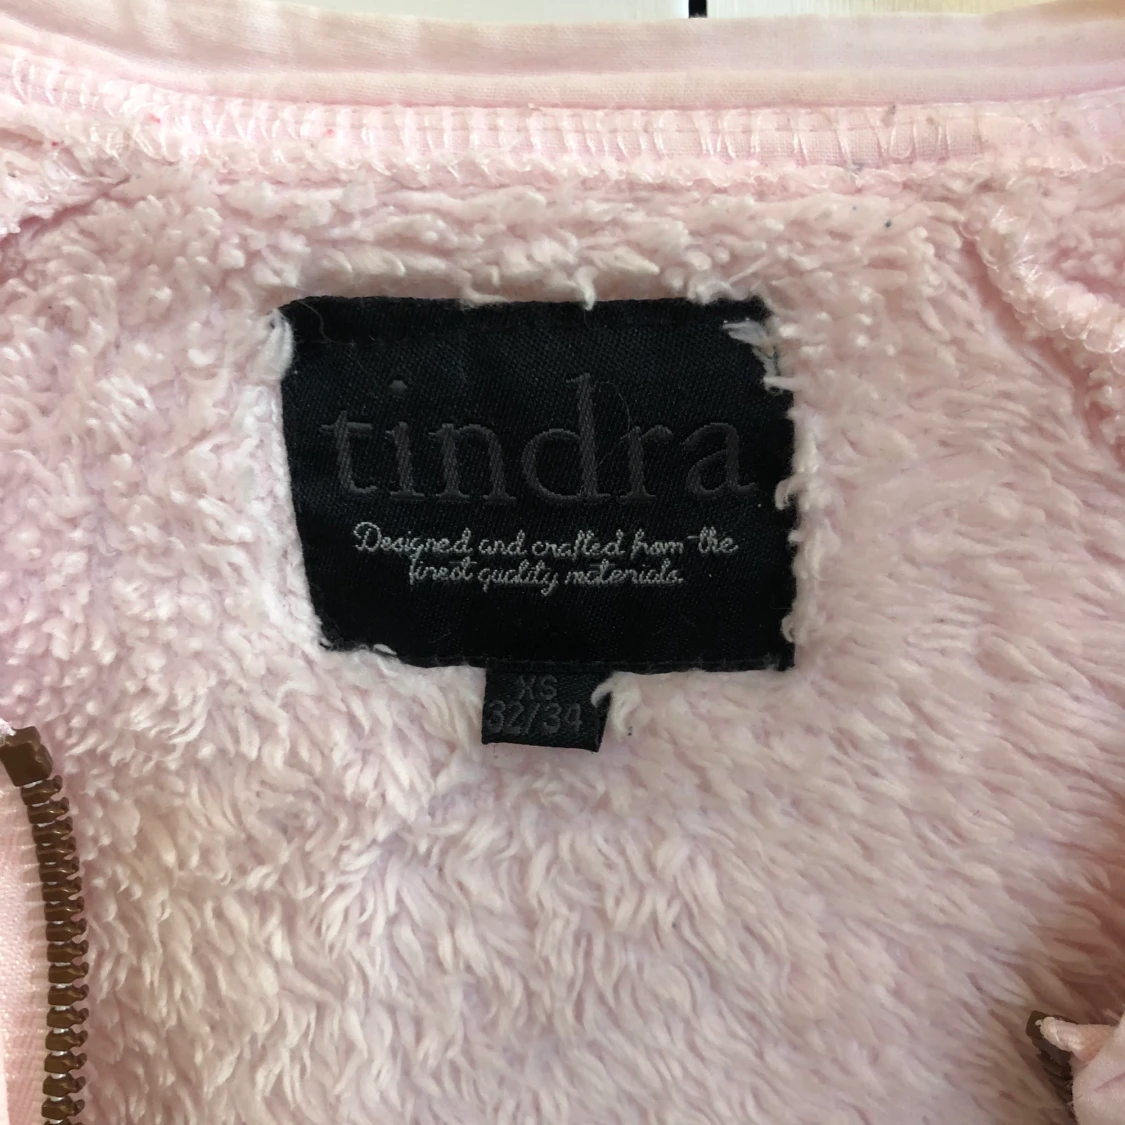 tindra
Designed and crafted from the
finest quality materials.
XS
32/34